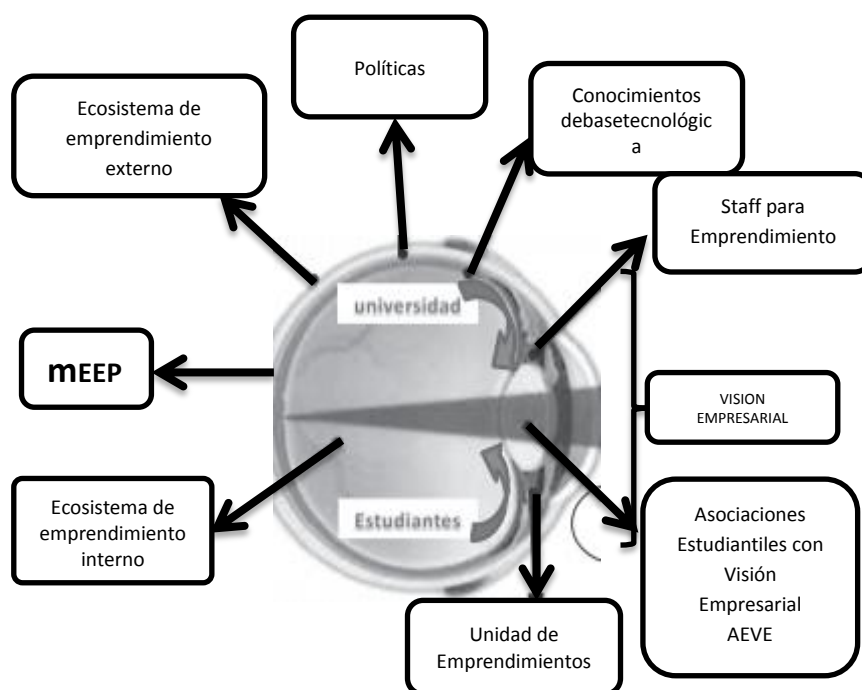 Políticas
Ecosistema de
emprendimiento
externo
Conocimientos
debasetecnológic
a
Staff para
Emprendimiento
universidad
mEEP
VISION
EMPRESARIAL
Ecosistema de
emprendimiento
interno
Estudiantes
Asociaciones
Estudiantiles con
Visión
Empresarial
AEVE
Unidad de
Emprendimientos